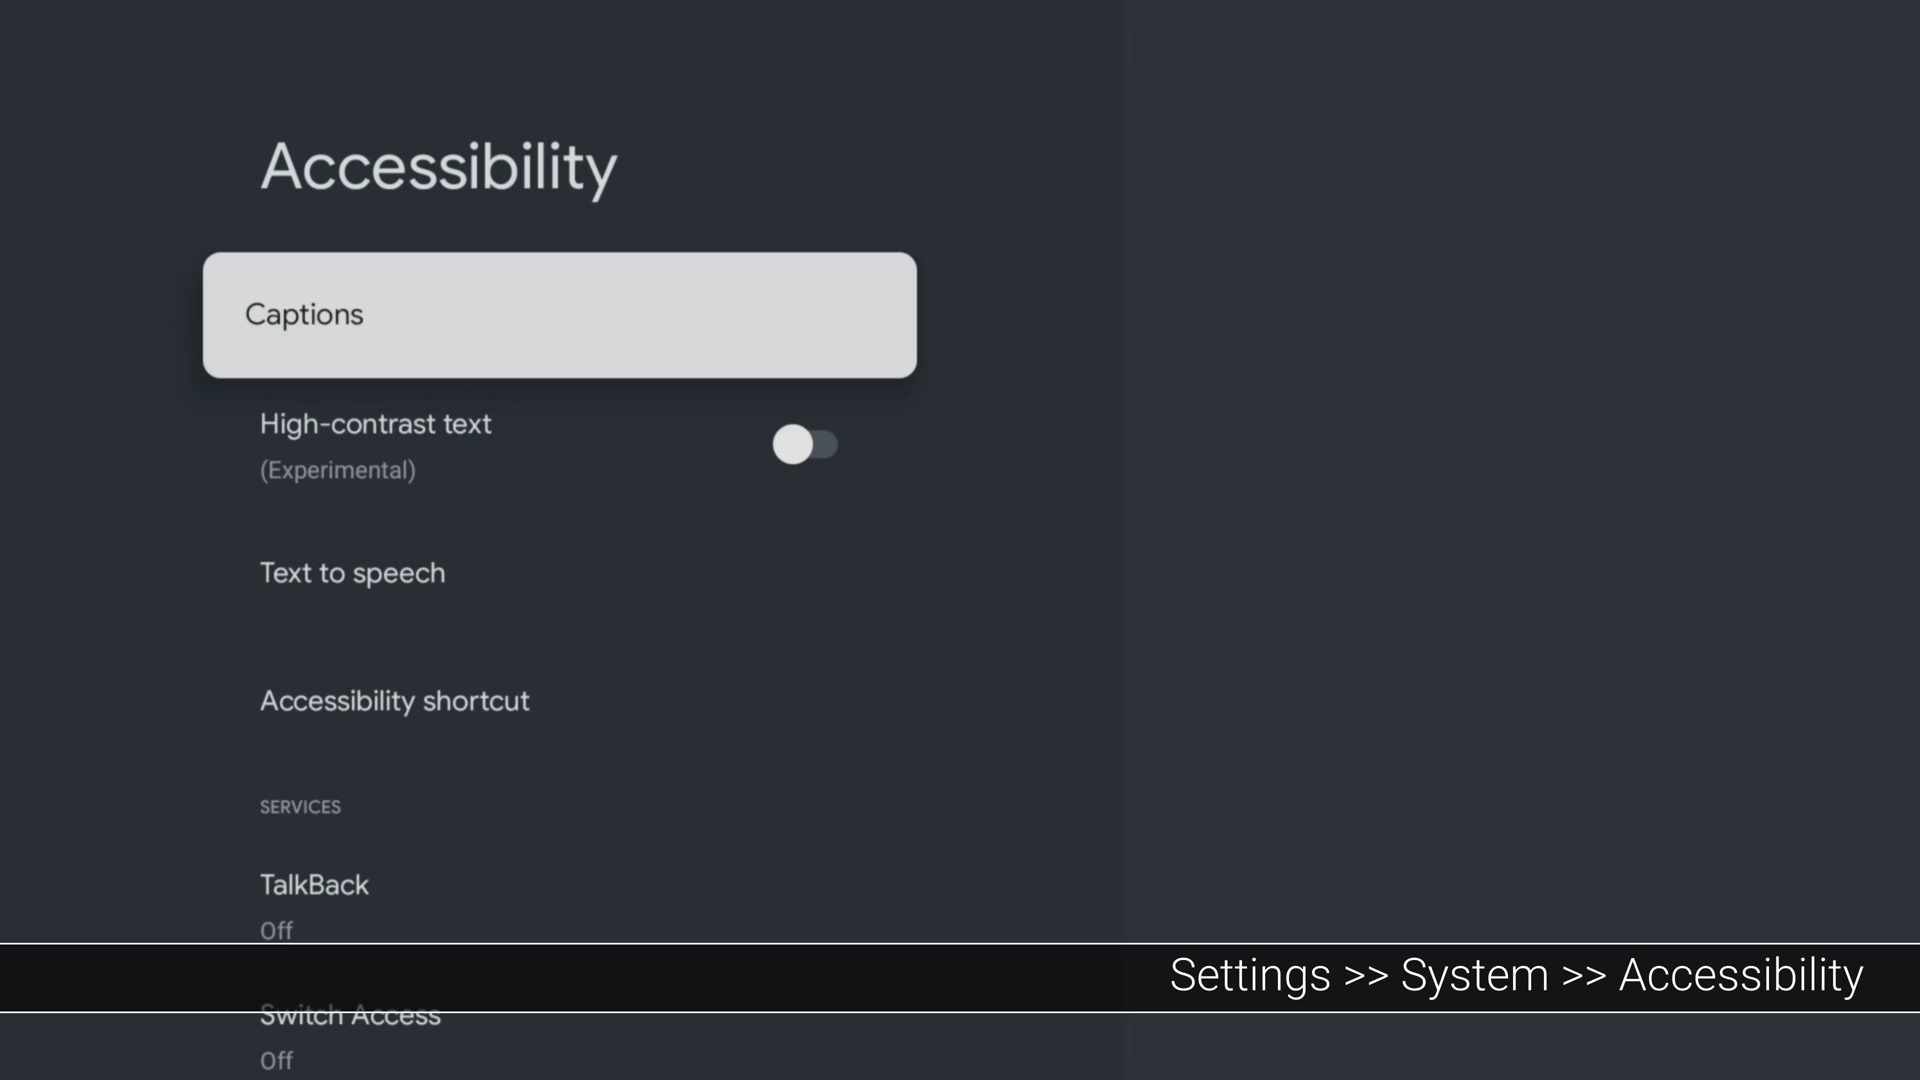 Accessibility
Captions
High-contrast text
(Experimental)
Text to speech
Accessibility shortcut
SERVICES
TalkBack
Off
Settings >> System >> Accessibility
Switch Access
Off